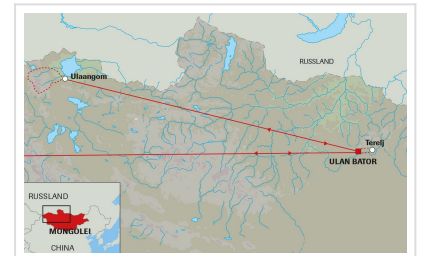 RUSSLAND
Ulaangom
Terelj
ULAN BATOR
RUSSLAND
MONGOLEI
CHINA